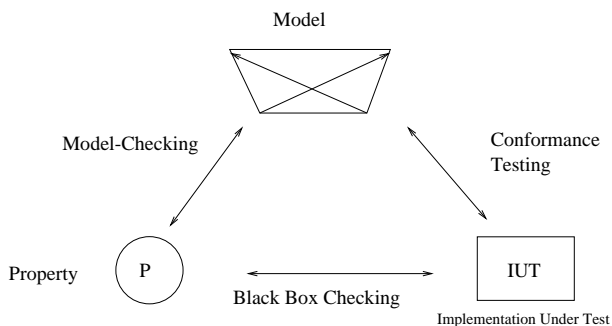 Model
Model-Checking
Conformance
Testing
Property
P
IUT
Black Box Checking
Implementation Under Test